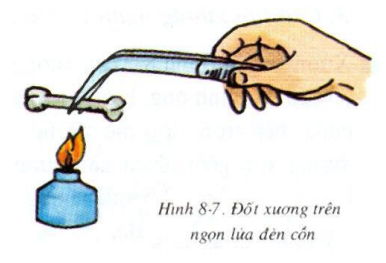 Hình 8-7. Đốt xương trên
ngọn lửa đèn cồn